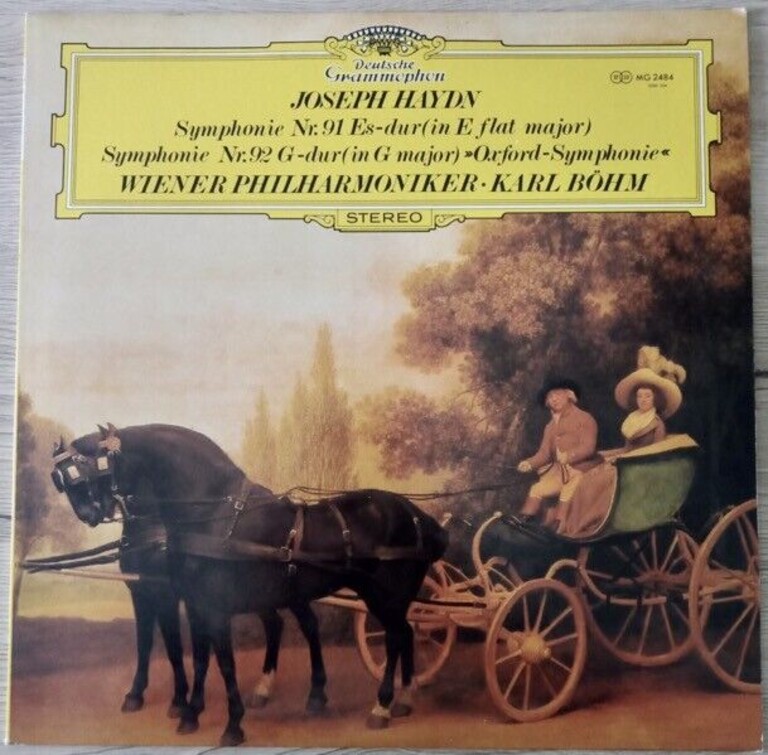 Deutsche
Grammophon
MG 2484
JOSEPH HAYDN
Symphonie Nr. 91 Es-dur (in E flat major)
Symphonie Nr. 92 G-dur (in G major) »Oxford-Symphonie«
WIENER PHILHARMONIKER · KARL BÖHM
STEREO